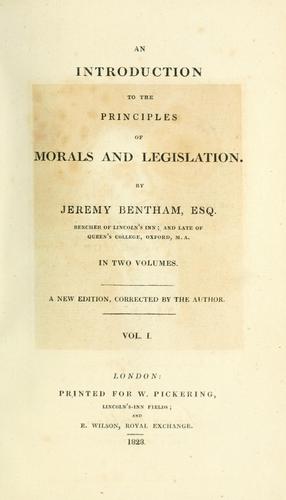 AN
INTRODUCTION
TO THE
PRINCIPLES
OF
MORALS AND LEGISLATION.
BY
JEREMY BENTHAM, ESQ.
BENCHER OF LINCOLN'S INN; AND LATE OF
QUEEN'S COLLEGE, OXFORD, M. A.
IN TWO VOLUMES.
A NEW EDITION, CORRECTED BY THE AUTHOR.
VOL. I.
LONDON:
PRINTED FOR W. PICKERING,
LINCOLN'S-INN FIELDS;
AND
E. WILSON, ROYAL EXCHANGE.
1823.